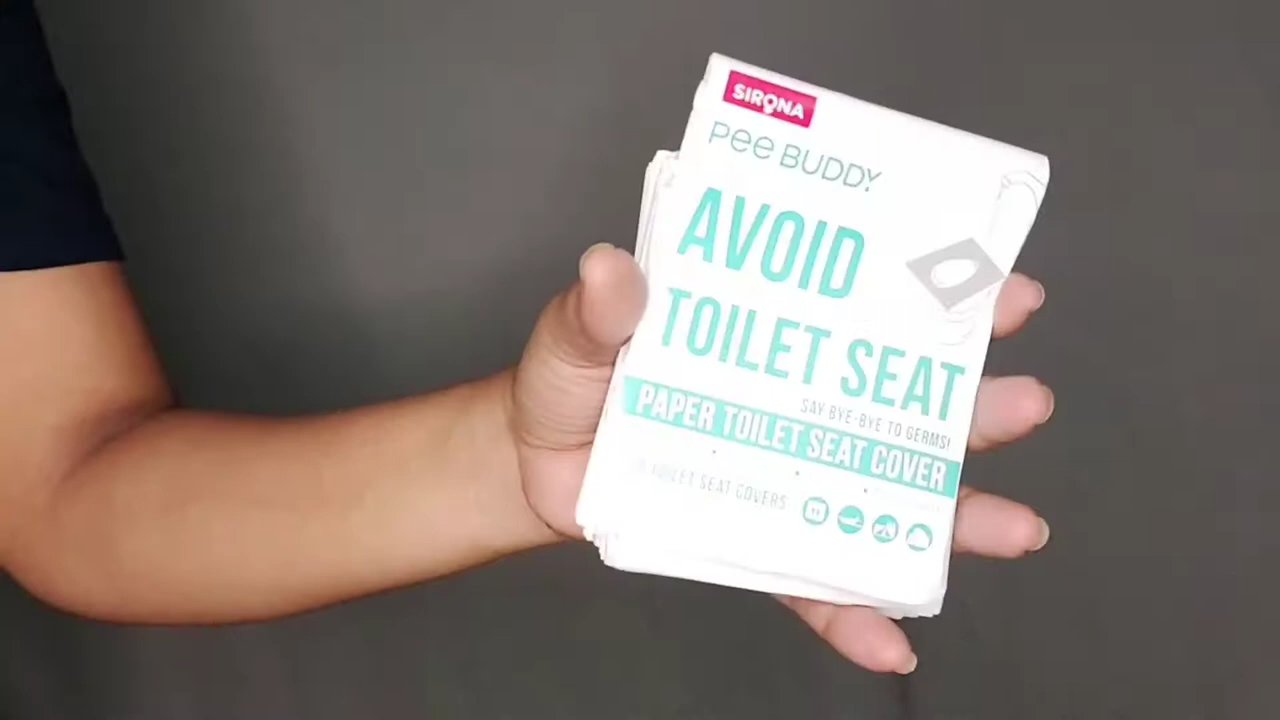 SIRONA
Pee BUDDY
AVOID
TOILET SEAT
SAY BYE-BYE TO GERMS!
PAPER TOILET SEAT COVER
TOILET SEAT COVERS